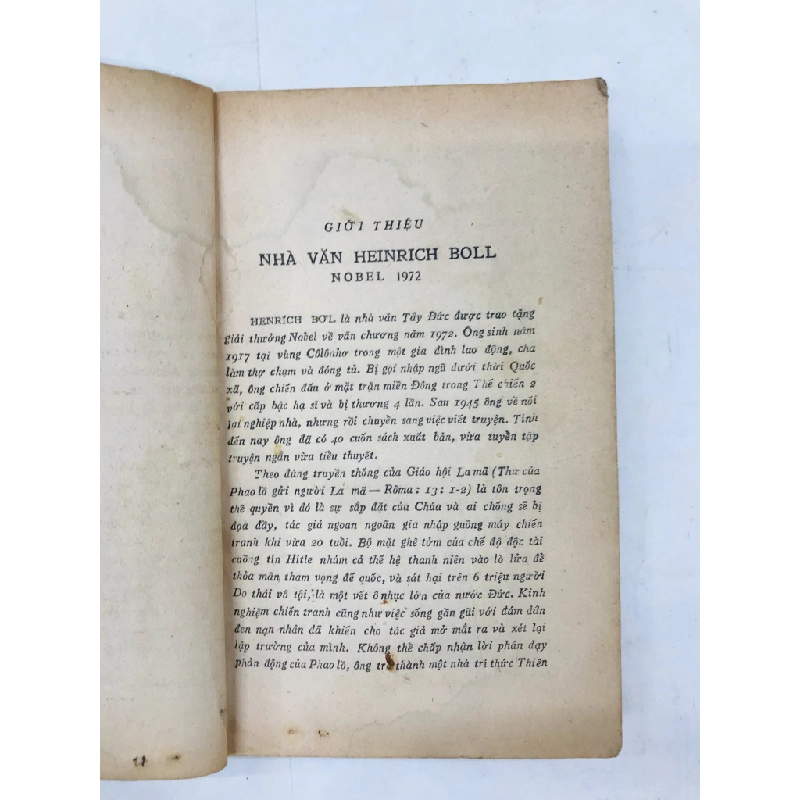 GIỚI THIỆU
NHÀ VĂN HEINRICH BOLL
NOBEL 1972
HENRICH BOL là nhà văn Tây Đức được trao tặng
giải thưởng Nobel về văn chương năm 1972. Ông sinh năm
1917 tại vùng Côlônhơ trong một gia đình lao động, cha
làm thợ chạm và đóng tủ. Bị gọi nhập ngũ dưới thời Quốc
xã, ông chiến đấn ở mặt trận miền Đông trong Thế chiến 2
với cấp bậc hạ sĩ và bị thương 4 lần. Sau 1945 ông về nối
lại nghiệp nhà, nhưng rồi chuyển sang việc viết truyện. Tính
đến nay ông đã có 40 cuốn sách xuất bản, vừa tuyển tập
truyện ngắn vừa tiểu thuyết.
Theo đúng truyền thống của Giáo hội La mã (Thư của
Phao lô gửi người La mã — Rôma: 13: 1-2) là tôn trọng
thế quyền vì đó là sự sắp đặt của Chúa và ai chống sẽ bị
đọa đầy, tác giả ngoan ngoãn gia nhập guồng máy chiến
tranh khi vừa 20 tuổi. Bộ mặt ghê tởm của chế độ độc tài
cuồng tín Hitle nhúm cả thế hệ thanh niên vào lò lửa để
thỏa mãn tham vọng đế quốc, và sát hại trên 6 triệu người
Do thái vô tội, là một vết ô nhục lớn của nước Đức. Kinh
nghiệm chiến tranh cũng như việc sống gần gũi với đám dân
đen nạn nhân đã khiến cho tác giả mở mắt ra và xét lại
lập trường của mình. Không thể chấp nhận lời phán dạy
phản động của Phao lô, ông trở thành một nhà trí thức Thiên